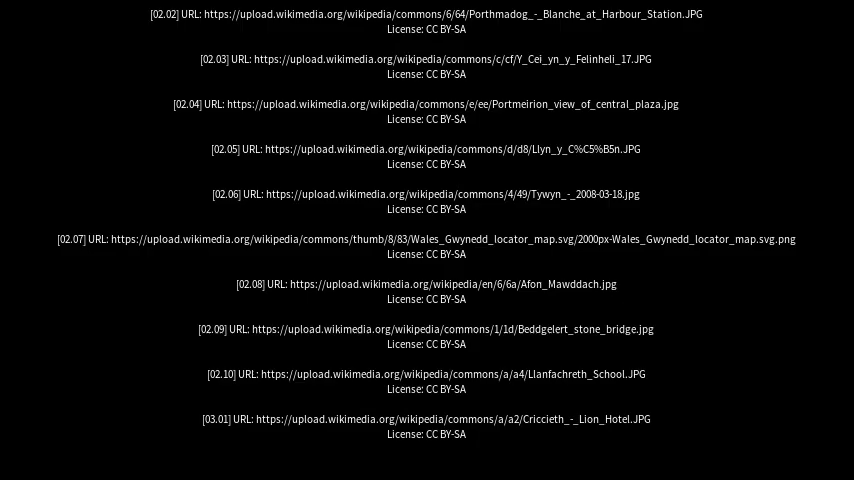 [02.02] URL: https://upload.wikimedia.org/wikipedia/commons/6/64/Porthmadog_-_Blanche_at_Harbour_Station.JPG
License: CC BY-SA
[02.03] URL: https://upload.wikimedia.org/wikipedia/commons/c/cf/Y_Cei_yn_y_Felinheli_17.JPG
License: CC BY-SA
[02.04] URL: https://upload.wikimedia.org/wikipedia/commons/e/ee/Portmeirion_view_of_central_plaza.jpg
License: CC BY-SA
[02.05] URL: https://upload.wikimedia.org/wikipedia/commons/d/d8/Llyn_y_C%C5%B5n.JPG
License: CC BY-SA
[02.06] URL: https://upload.wikimedia.org/wikipedia/commons/4/49/Tywyn_-_2008-03-18.jpg
License: CC BY-SA
[02.07] URL: https://upload.wikimedia.org/wikipedia/commons/thumb/8/83/Wales_Gwynedd_locator_map.svg/2000px-Wales_Gwynedd_locator_map.svg.png
License: CC BY-SA
[02.08] URL: https://upload.wikimedia.org/wikipedia/en/6/6a/Afon_Mawddach.jpg
License: CC BY-SA
[02.09] URL: https://upload.wikimedia.org/wikipedia/commons/1/1d/Beddgelert_stone_bridge.jpg
License: CC BY-SA
[02.10] URL: https://upload.wikimedia.org/wikipedia/commons/a/a4/Llanfachreth_School.JPG
License: CC BY-SA
[03.01] URL: https://upload.wikimedia.org/wikipedia/commons/a/a2/Criccieth_-_Lion_Hotel.JPG
License: CC BY-SA